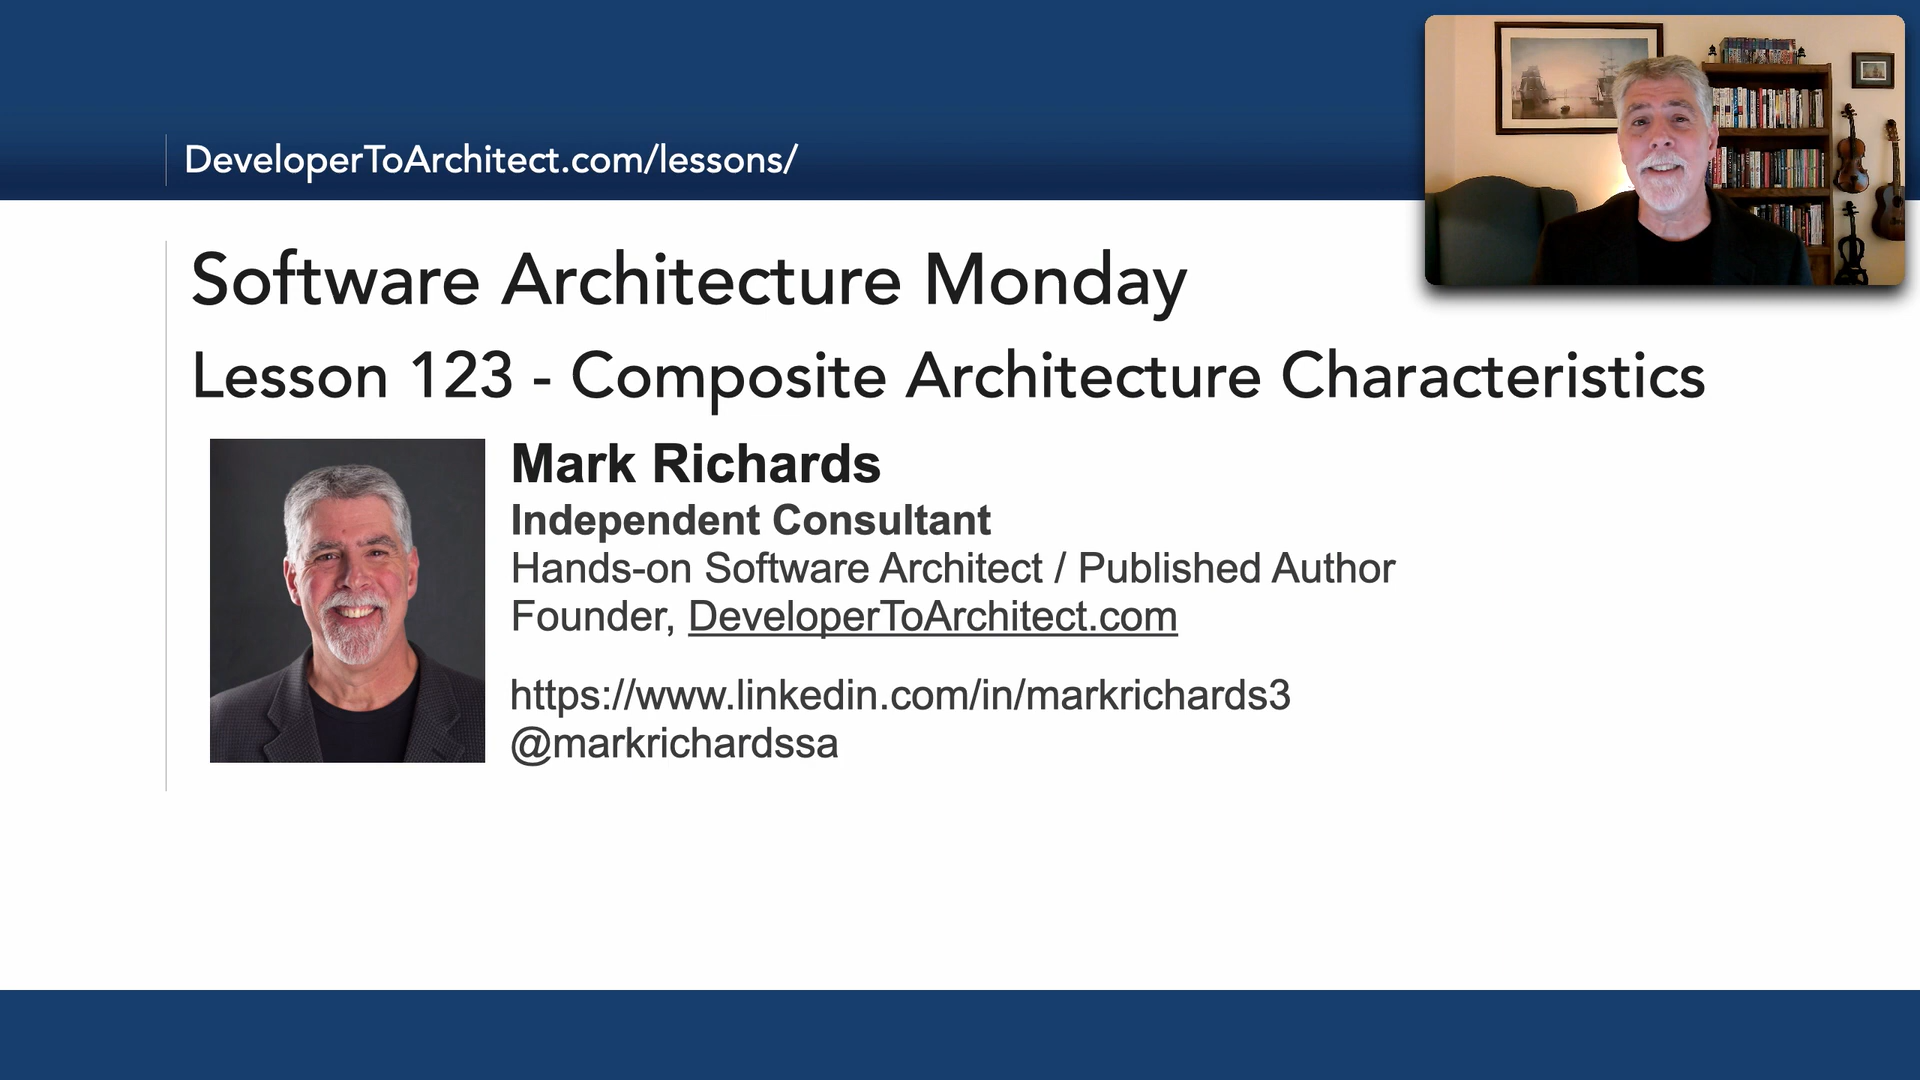 DeveloperToArchitect.com/lessons/
Software Architecture Monday
Lesson 123 - Composite Architecture Characteristics
Mark Richards
Independent Consultant
Hands-on Software Architect / Published Author
Founder, DeveloperToArchitect.com
https://www.linkedin.com/in/markrichards3
@markrichardssa